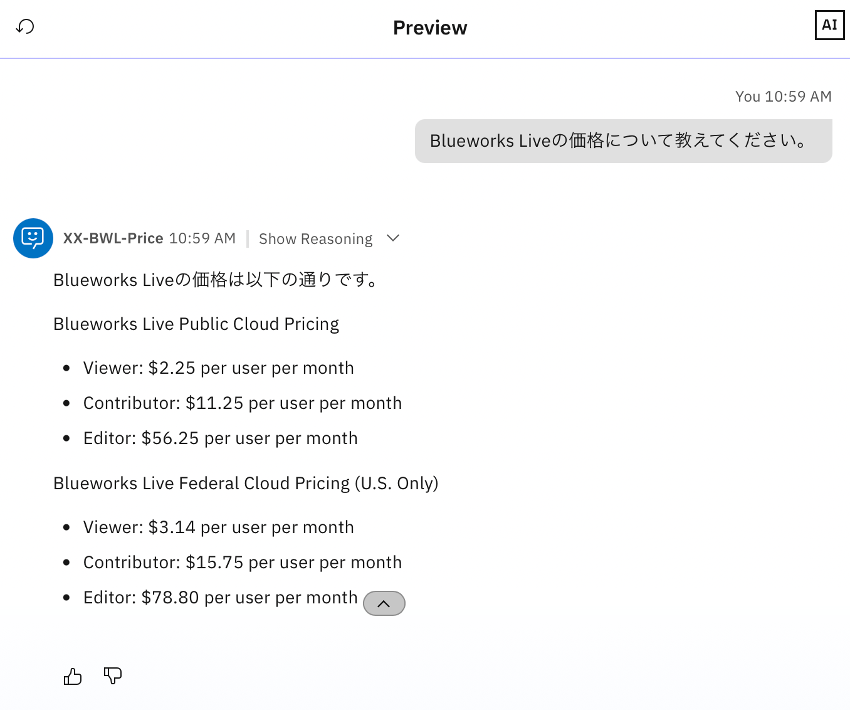 Preview
AI
You 10:59 AM
Blueworks Liveの価格について教えてください。
XX-BWL-Price 10:59 AM | Show Reasoning
Blueworks Liveの価格は以下の通りです。
Blueworks Live Public Cloud Pricing
• Viewer: $2.25 per user per month
• Contributor: $11.25 per user per month
• Editor: $56.25 per user per month
Blueworks Live Federal Cloud Pricing (U.S. Only)
• Viewer: $3.14 per user per month
• Contributor: $15.75 per user per month
• Editor: $78.80 per user per month